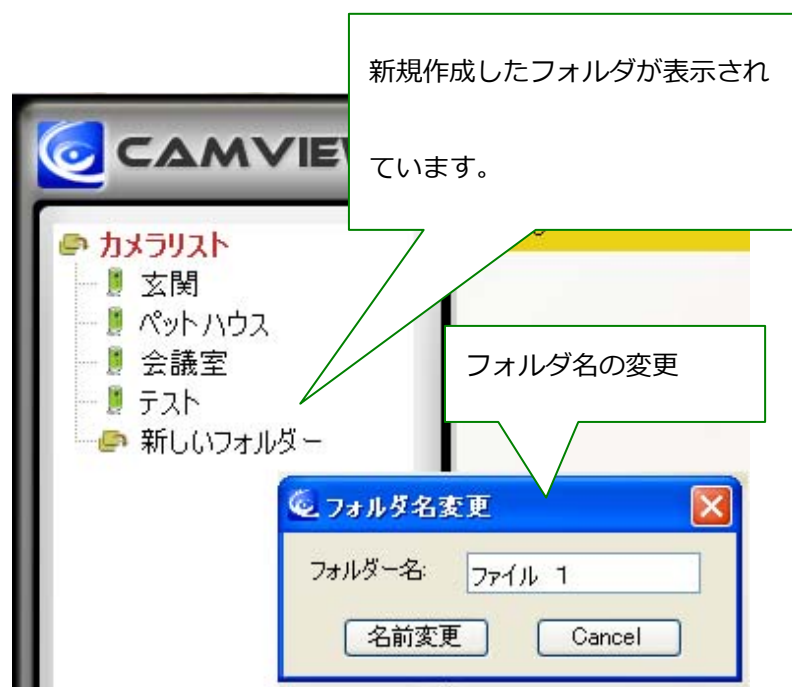 新規作成したフォルダが表示され
ています。
CAMVIE
カメラリスト
玄関
ペットハウス
会議室
テスト
新しいフォルダー
フォルダ名の変更
フォルダ名変更
フォルダー名:
ファイル 1
名前変更
Cancel